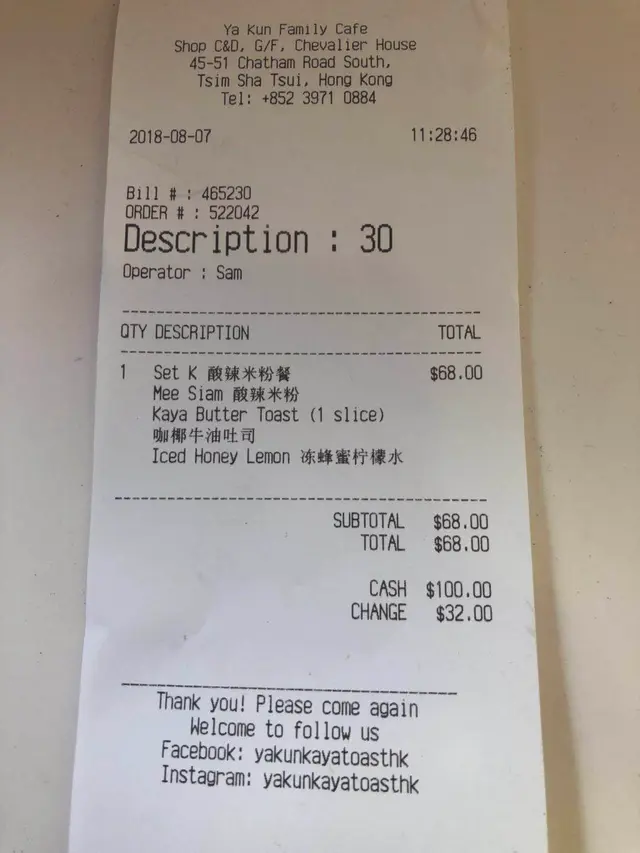 Ya Kun Family Cafe
Shop C&D, G/F, Chevalier House
45-51 Chatham Road South,
Tsim Sha Tsui, Hong Kong
Tel: +852 3971 0884
2018-08-07 11:28:46
Bill # : 465230
ORDER # : 522042
Description : 30
Operator : Sam
QTY DESCRIPTION TOTAL
1 Set K 酸辣米粉餐 $68.00
Mee Siam 酸辣米粉
Kaya Butter Toast (1 slice)
咖椰牛油吐司
Iced Honey Lemon 冻蜂蜜柠檬水
SUBTOTAL $68.00
TOTAL $68.00
CASH $100.00
CHANGE $32.00
Thank you! Please come again
Welcome to follow us
Facebook: yakunkayatoasthk
Instagram: yakunkayatoasthk